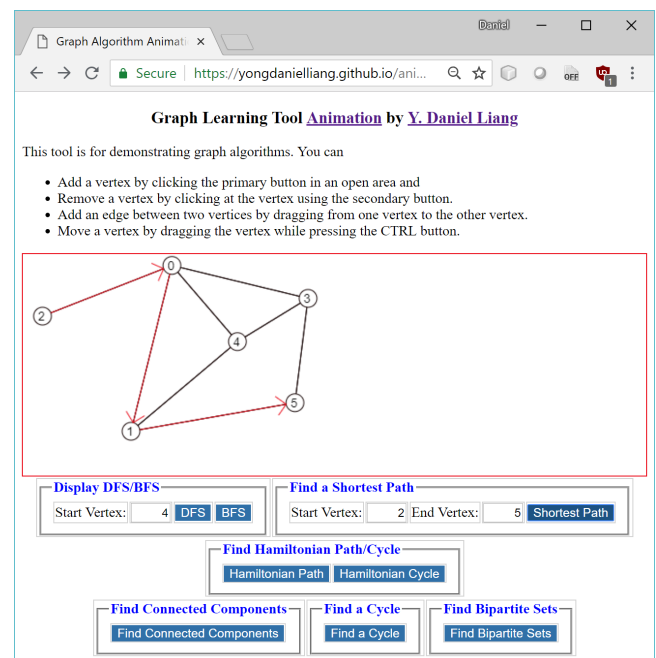 Daniel
Graph Algorithm Animati
Secure https://yongdanielliang.github.io/ani...
OFF
1
Graph Learning Tool Animation by Y. Daniel Liang
This tool is for demonstrating graph algorithms. You can
• Add a vertex by clicking the primary button in an open area and
• Remove a vertex by clicking at the vertex using the secondary button.
• Add an edge between two vertices by dragging from one vertex to the other vertex.
• Move a vertex by dragging the vertex while pressing the CTRL button.
0
3
2
4
5
1
Display DFS/BFS Find a Shortest Path
Start Vertex: 4 DFS BFS Start Vertex: 2 End Vertex: 5 Shortest Path
Find Hamiltonian Path/Cycle
Hamiltonian Path Hamiltonian Cycle
Find Connected Components Find a Cycle Find Bipartite Sets
Find Connected Components Find a Cycle Find Bipartite Sets